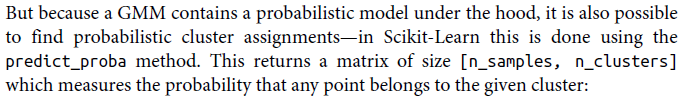 But because a GMM contains a probabilistic model under the hood, it is also possible
to find probabilistic cluster assignments—in Scikit-Learn this is done using the
predict_proba method. This returns a matrix of size [n_samples, n_clusters]
which measures the probability that any point belongs to the given cluster: